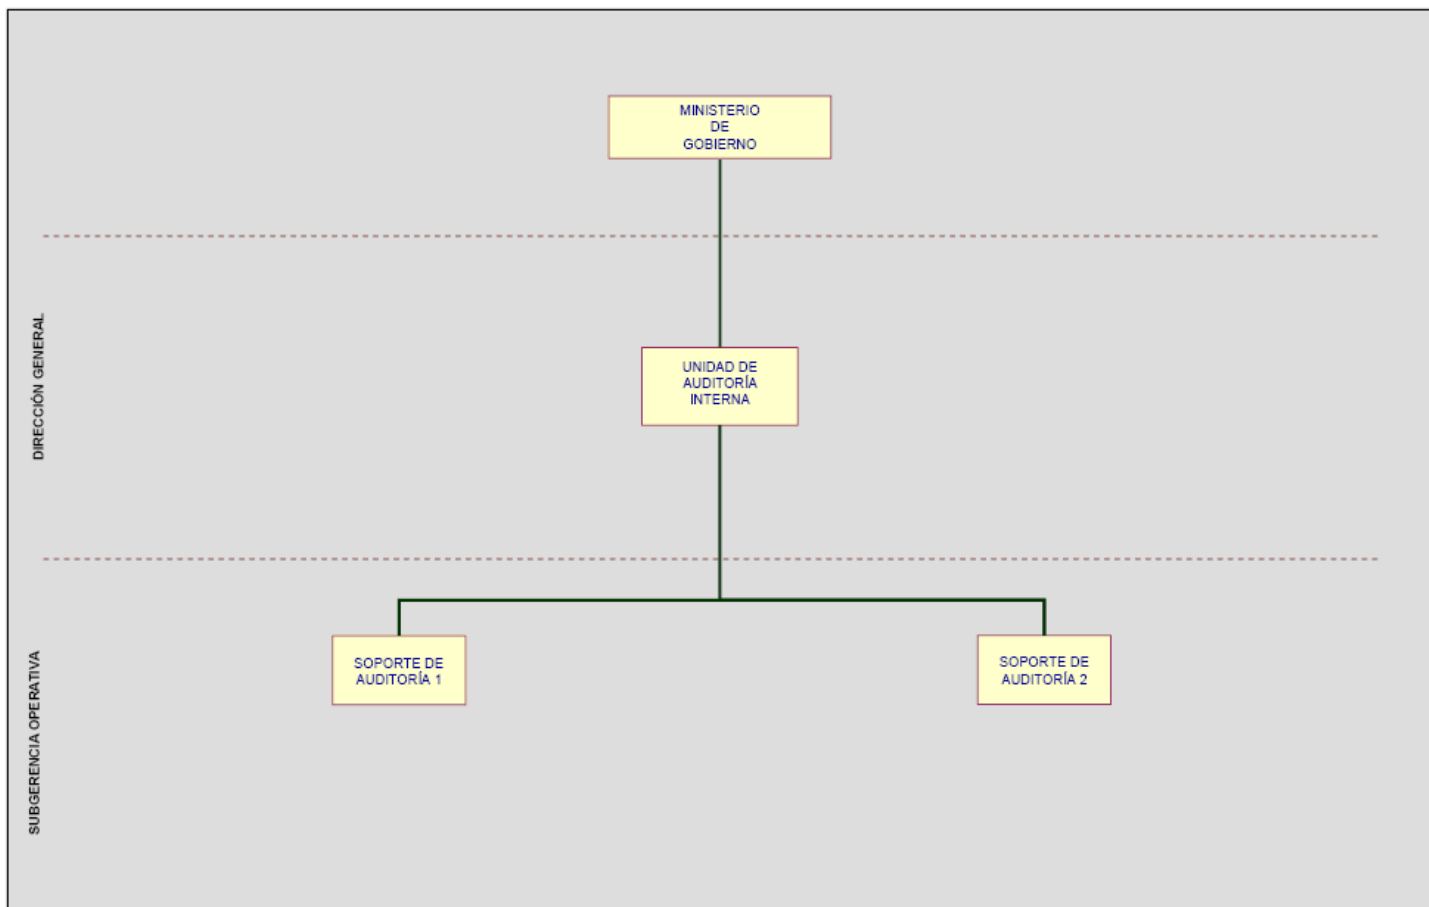 MINISTERIO
DE
GOBIERNO
DIRECCIÓN GENERAL
UNIDAD DE
AUDITORÍA
INTERNA
SUBGERENCIA OPERATIVA
SOPORTE DE
AUDITORÍA 1
SOPORTE DE
AUDITORÍA 2